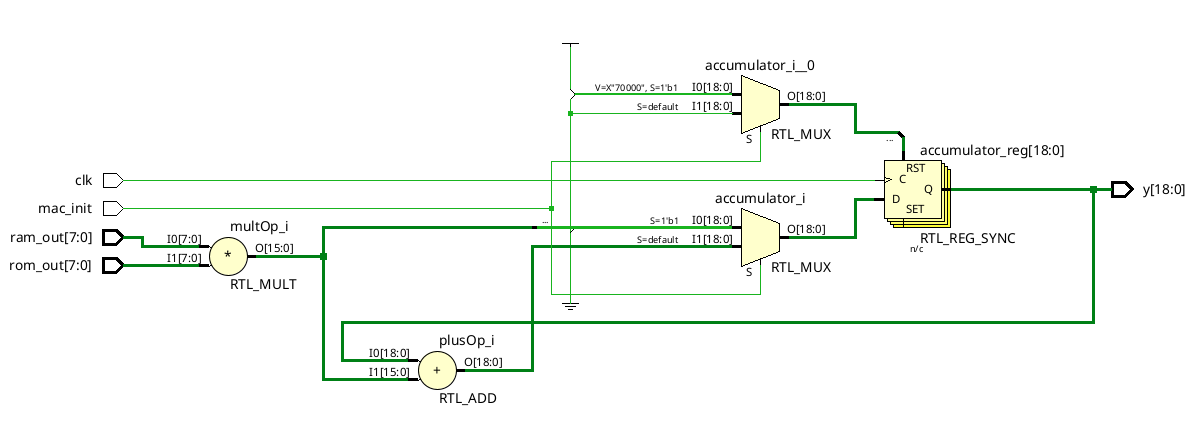 accumulator_i__0
V=X"70000", S=1'b1 I0[18:0]
O[18:0]
S=default I1[18:0]
S
RTL_MUX
...
accumulator_reg[18:0]
RST
C
Q
D
SET
RTL_REG_SYNC
n/c
y[18:0]
clk
mac_init
ram_out[7:0]
rom_out[7:0]
multOp_i
I0[7:0]
I1[7:0]
*
O[15:0]
RTL_MULT
accumulator_i
...
S=1'b1 I0[18:0]
S=default I1[18:0]
O[18:0]
S
RTL_MUX
plusOp_i
I0[18:0]
I1[15:0]
+
O[18:0]
RTL_ADD